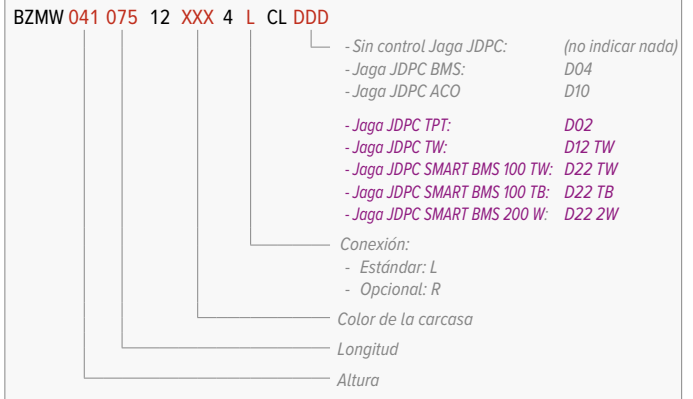 BZMW 041 075 12 XXX 4 L CL DDD
- Sin control Jaga JDPC: (no indicar nada)
- Jaga JDPC BMS: D04
- Jaga JDPC ACO D10
- Jaga JDPC TPT: D02
- Jaga JDPC TW: D12 TW
- Jaga JDPC SMART BMS 100 TW: D22 TW
- Jaga JDPC SMART BMS 100 TB: D22 TB
- Jaga JDPC SMART BMS 200 W: D22 2W
Conexión:
- Estándar: L
- Opcional: R
Color de la carcasa
Longitud
Altura